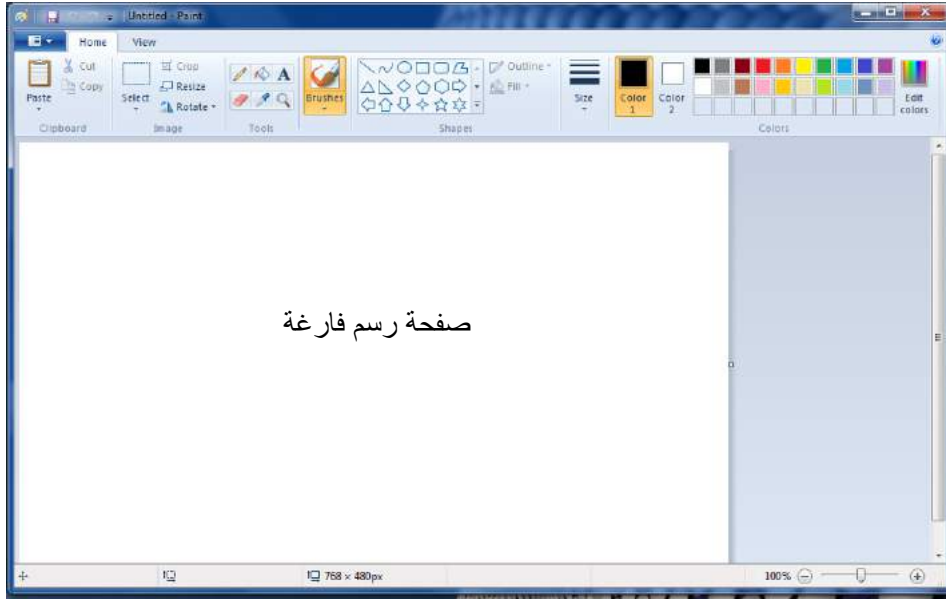 Untitled - Paint
Home View
Paste
Cut
Copy
Clipboard
Select
Crop
Resize
Rotate
Image
A
Tools
Brushes
Shapes
Outline
Fill
Size
Color 1
Color 2
Edit colors
Colors
صفحة رسم فارغة
768 × 480px
100%